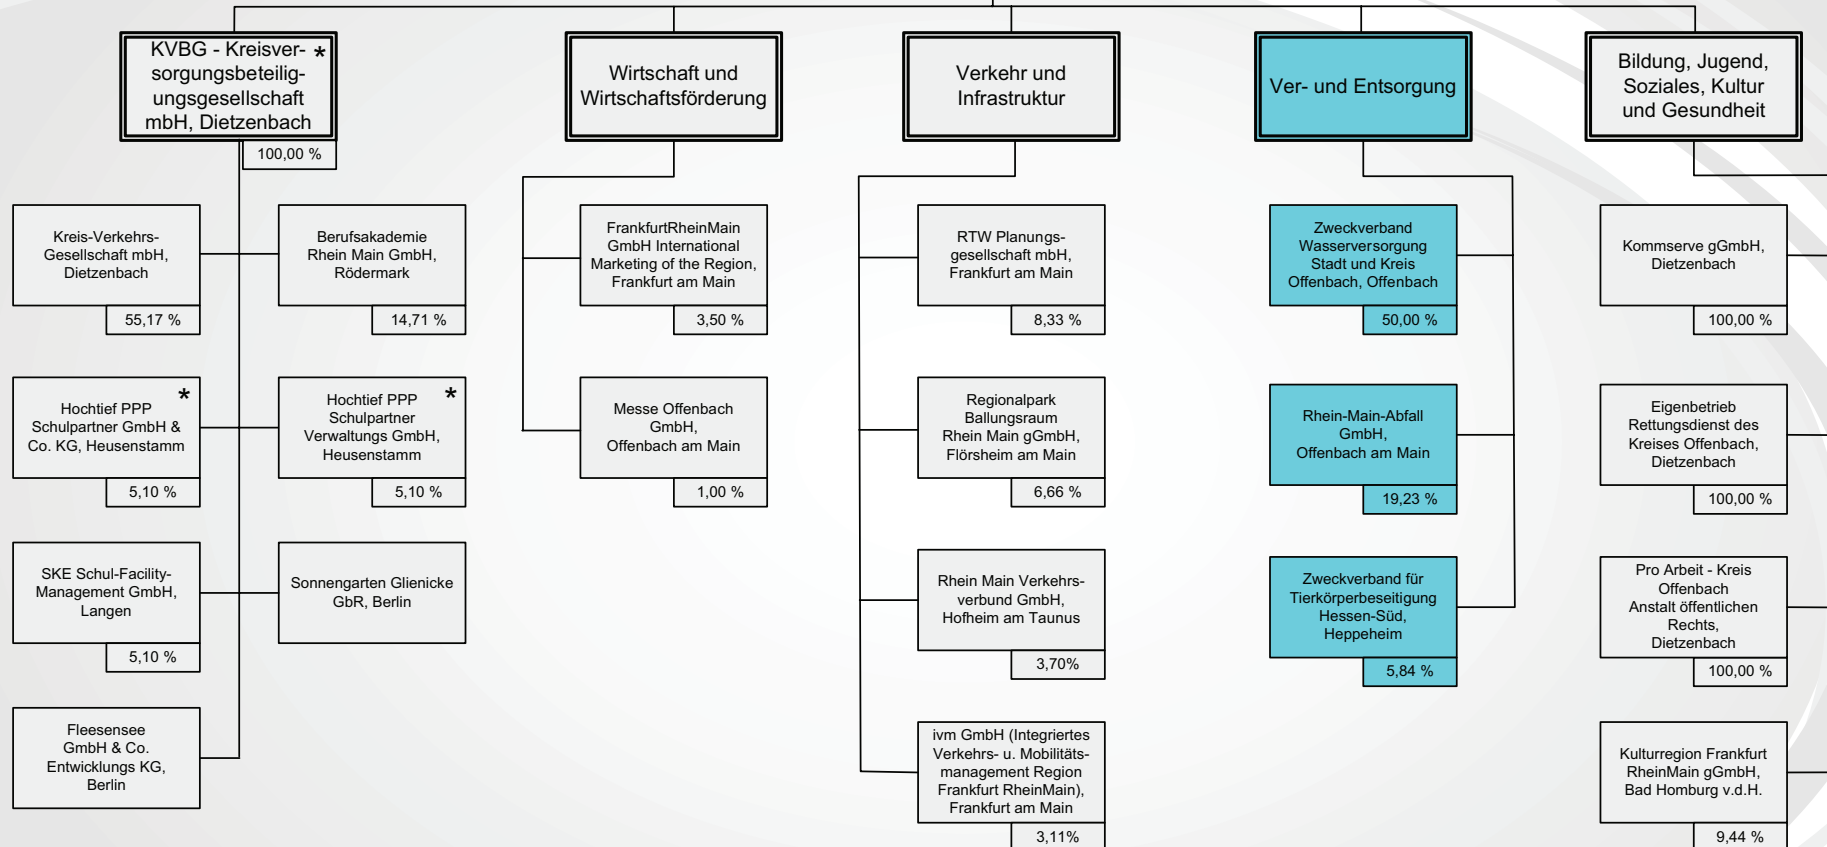 KVBG - Kreisver- *
sorgungsbeteilig-
ungsgesellschaft
mbH, Dietzenbach
100,00 %
Kreis-Verkehrs-
Gesellschaft mbH,
Dietzenbach
55,17 %
Berufsakademie
Rhein Main GmbH,
Rödermark
14,71 %
*
Hochtief PPP
Schulpartner GmbH &
Co. KG, Heusenstamm
5,10 %
*
Hochtief PPP
Schulpartner
Verwaltungs GmbH,
Heusenstamm
5,10 %
SKE Schul-Facility-
Management GmbH,
Langen
5,10 %
Sonnengarten Glienicke
GbR, Berlin
Fleesensee
GmbH & Co.
Entwicklungs KG,
Berlin
Wirtschaft und
Wirtschaftsförderung
FrankfurtRheinMain
GmbH International
Marketing of the Region,
Frankfurt am Main
3,50 %
Messe Offenbach
GmbH,
Offenbach am Main
1,00 %
Verkehr und
Infrastruktur
RTW Planungs-
gesellschaft mbH,
Frankfurt am Main
8,33 %
Regionalpark
Ballungsraum
Rhein Main gGmbH,
Flörsheim am Main
6,66 %
Rhein Main Verkehrs-
verbund GmbH,
Hofheim am Taunus
3,70%
ivm GmbH (Integriertes
Verkehrs- u. Mobilitäts-
management Region
Frankfurt RheinMain),
Frankfurt am Main
3,11%
Ver- und Entsorgung
Zweckverband
Wasserversorgung
Stadt und Kreis
Offenbach, Offenbach
50,00 %
Rhein-Main-Abfall
GmbH,
Offenbach am Main
19,23 %
Zweckverband für
Tierkörperbeseitigung
Hessen-Süd,
Heppeheim
5,84 %
Bildung, Jugend,
Soziales, Kultur
und Gesundheit
Kommserve gGmbH,
Dietzenbach
100,00 %
Eigenbetrieb
Rettungsdienst des
Kreises Offenbach,
Dietzenbach
100,00 %
Pro Arbeit - Kreis
Offenbach
Anstalt öffentlichen
Rechts,
Dietzenbach
100,00 %
Kulturregion Frankfurt
RheinMain gGmbH,
Bad Homburg v.d.H.
9,44 %